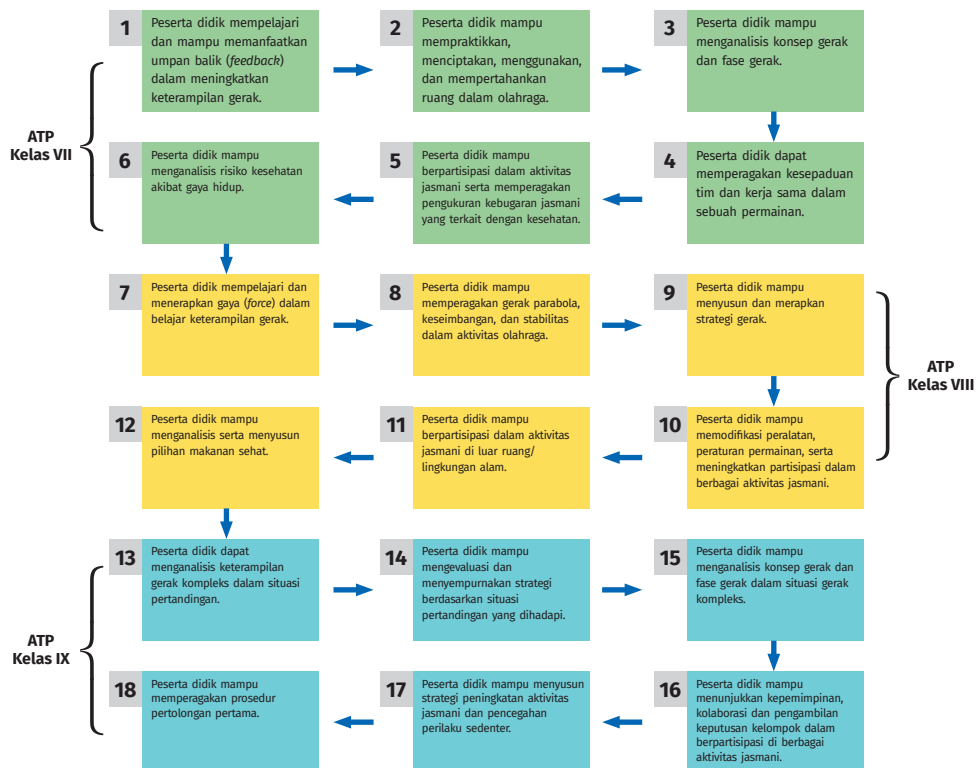 ATP
Kelas VII
1
Peserta didik mempelajari
dan mampu memanfaatkan
umpan balik (feedback)
dalam meningkatkan
keterampilan gerak.
2
Peserta didik mampu
mempraktikkan,
menciptakan, menggunakan,
dan mempertahankan
ruang dalam olahraga.
3
Peserta didik mampu
menganalisis konsep gerak
dan fase gerak.
4
Peserta didik dapat
memperagakan kesepaduan
tim dan kerja sama dalam
sebuah permainan.
5
Peserta didik mampu
berpartisipasi dalam aktivitas
jasmani serta memperagakan
pengukuran kebugaran jasmani
yang terkait dengan kesehatan.
6
Peserta didik mampu
menganalisis risiko kesehatan
akibat gaya hidup.
7
Peserta didik mempelajari dan
menerapkan gaya (force) dalam
belajar keterampilan gerak.
8
Peserta didik mampu
memperagakan gerak parabola,
keseimbangan, dan stabilitas
dalam aktivitas olahraga.
9
Peserta didik mampu
menyusun dan merapkan
strategi gerak.
ATP
Kelas VIII
10
Peserta didik mampu
memodifikasi peralatan,
peraturan permainan, serta
meningkatkan partisipasi dalam
berbagai aktivitas jasmani.
11
Peserta didik mampu
berpartisipasi dalam aktivitas
jasmani di luar ruang/
lingkungan alam.
12
Peserta didik mampu
menganalisis serta menyusun
pilihan makanan sehat.
ATP
Kelas IX
13
Peserta didik dapat
menganalisis keterampilan
gerak kompleks dalam situasi
pertandingan.
14
Peserta didik mampu
mengevaluasi dan
menyempurnakan strategi
berdasarkan situasi
pertandingan yang dihadapi.
15
Peserta didik mampu
menganalisis konsep gerak dan
fase gerak dalam situasi gerak
kompleks.
16
Peserta didik mampu
menunjukkan kepemimpinan,
kolaborasi dan pengambilan
keputusan kelompok dalam
berpartisipasi di berbagai
aktivitas jasmani.
17
Peserta didik mampu menyusun
strategi peningkatan aktivitas
jasmani dan pencegahan
perilaku sedenter.
18
Peserta didik mampu
memperagakan prosedur
pertolongan pertama.